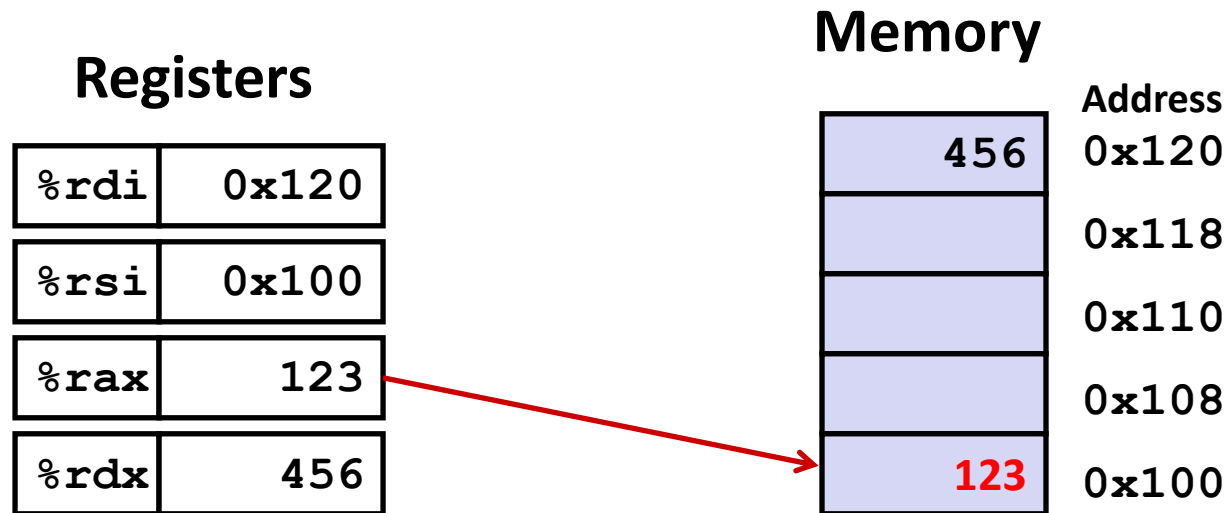 Registers
%rdi 0x120
%rsi 0x100
%rax 123
%rdx 456
Memory
Address
456 0x120
0x118
0x110
0x108
123 0x100